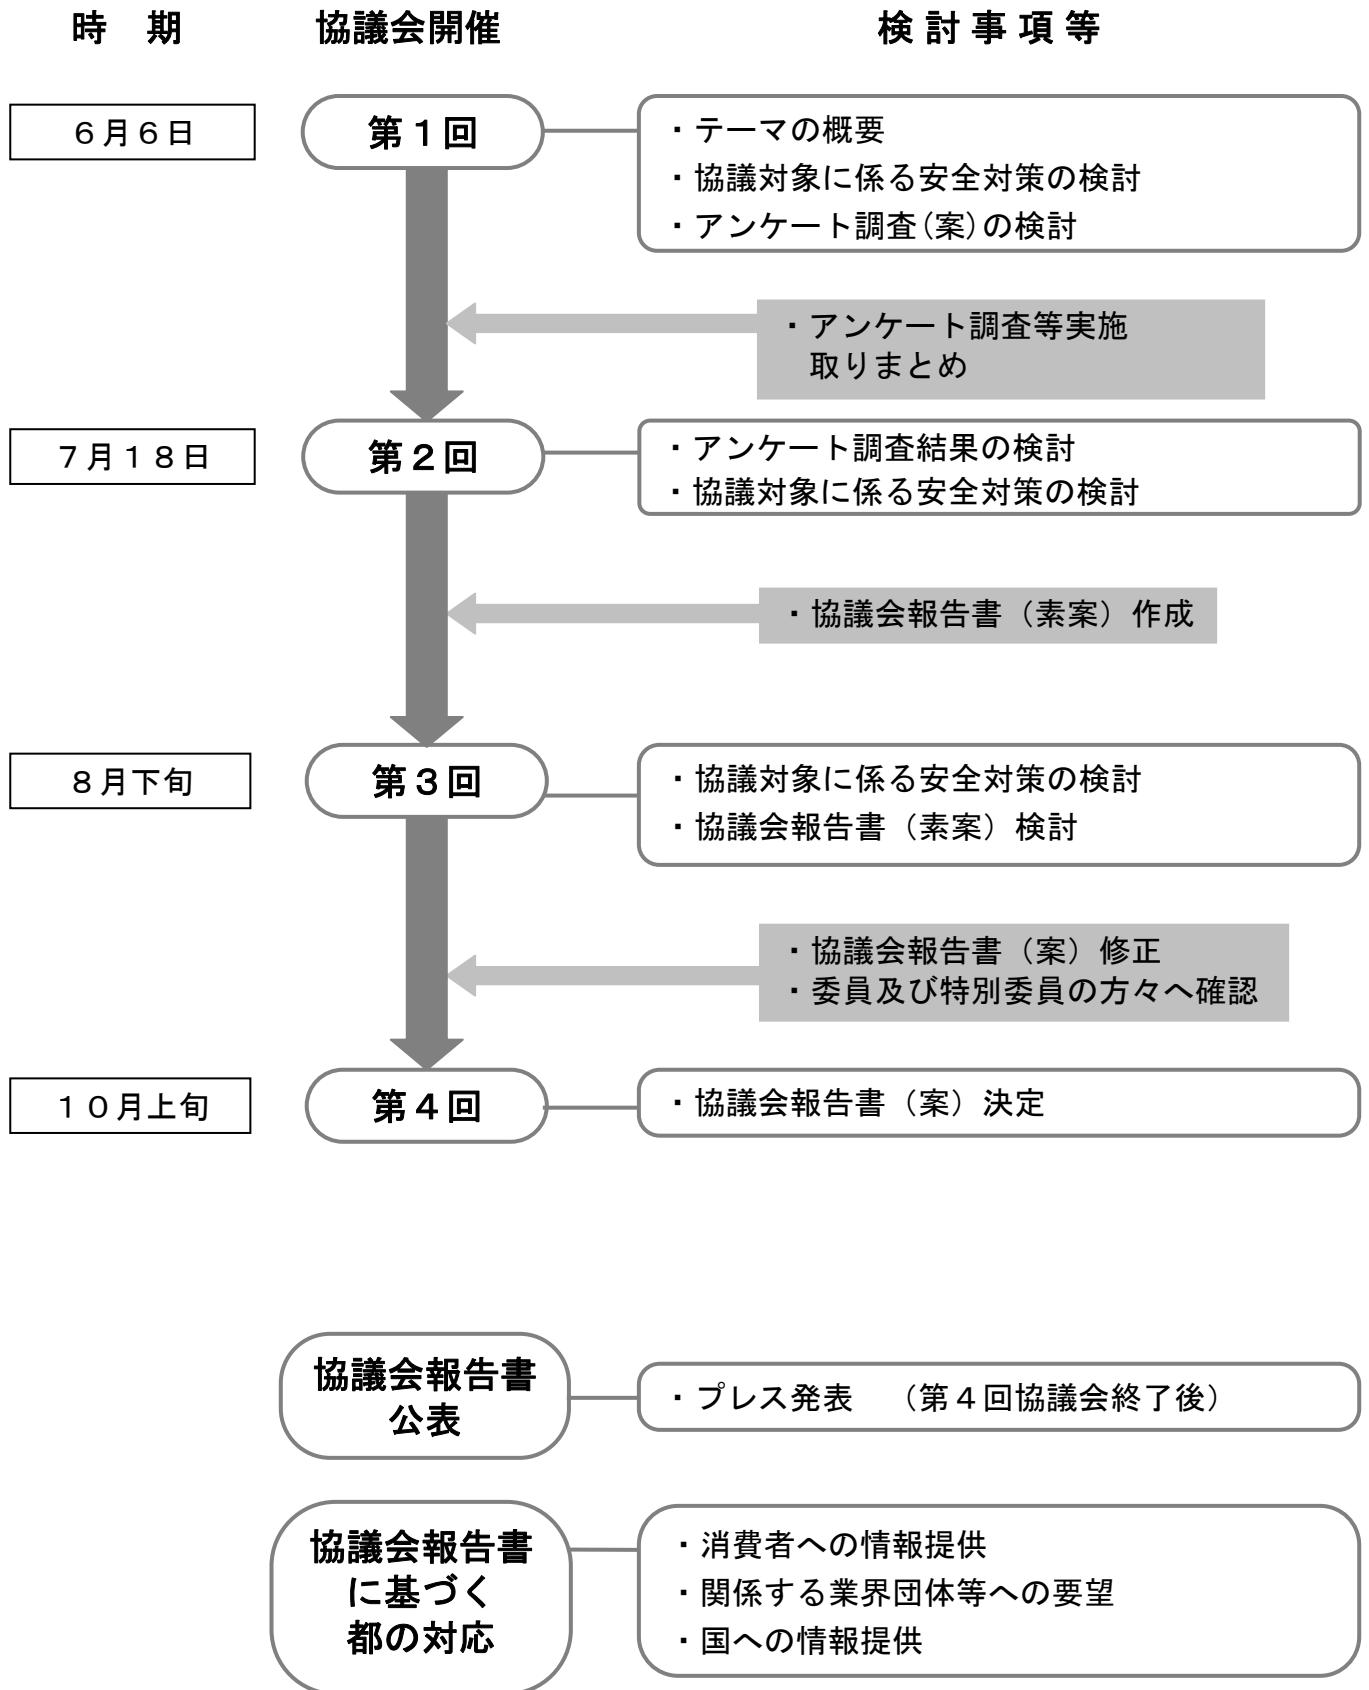 時　期　協議会開催　検 討 事 項 等
６月６日
第１回
・テーマの概要
・協議対象に係る安全対策の検討
・アンケート調査(案)の検討
・アンケート調査等実施
取りまとめ
７月１８日
第２回
・アンケート調査結果の検討
・協議対象に係る安全対策の検討
・協議会報告書（素案）作成
８月下旬
第３回
・協議対象に係る安全対策の検討
・協議会報告書（素案）検討
・協議会報告書（案）修正
・委員及び特別委員の方々へ確認
１０月上旬
第４回
・協議会報告書（案）決定
協議会報告書
公表
・プレス発表　（第４回協議会終了後）
協議会報告書
に基づく
都の対応
・消費者への情報提供
・関係する業界団体等への要望
・国への情報提供